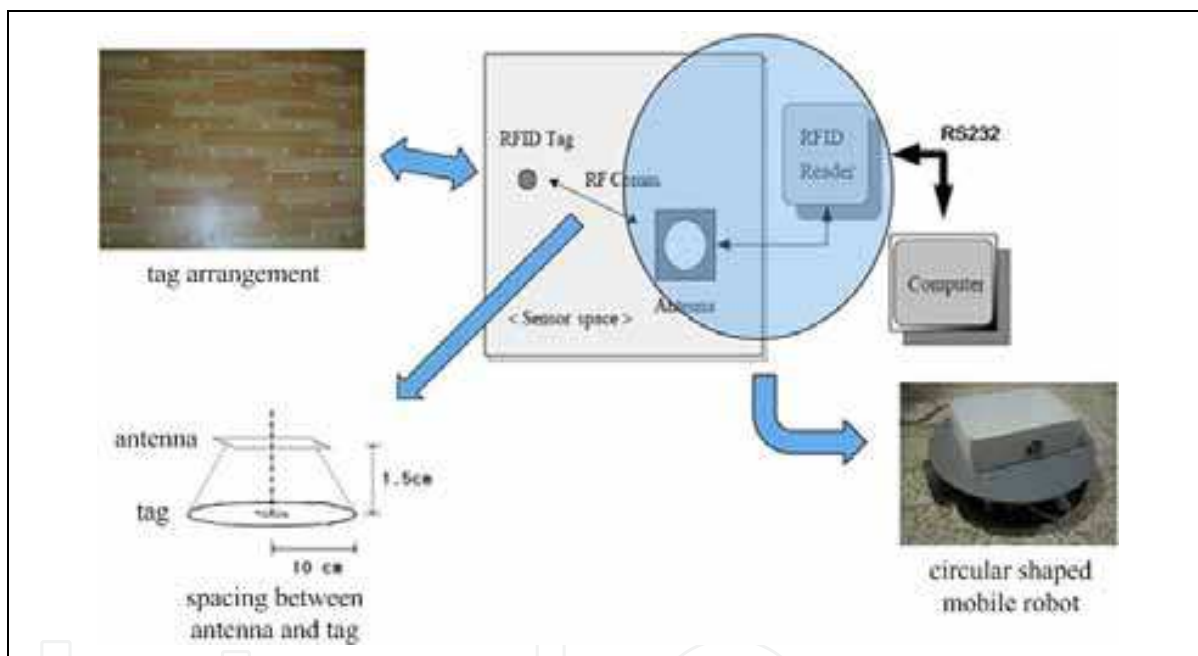 RFID Tag
RF Comm.
RFID
Reader
RS232
Antenna
< Sensor space >
Computer
tag arrangement
antenna
1.5cm
tag
10 cm
spacing between
antenna and tag
circular shaped
mobile robot